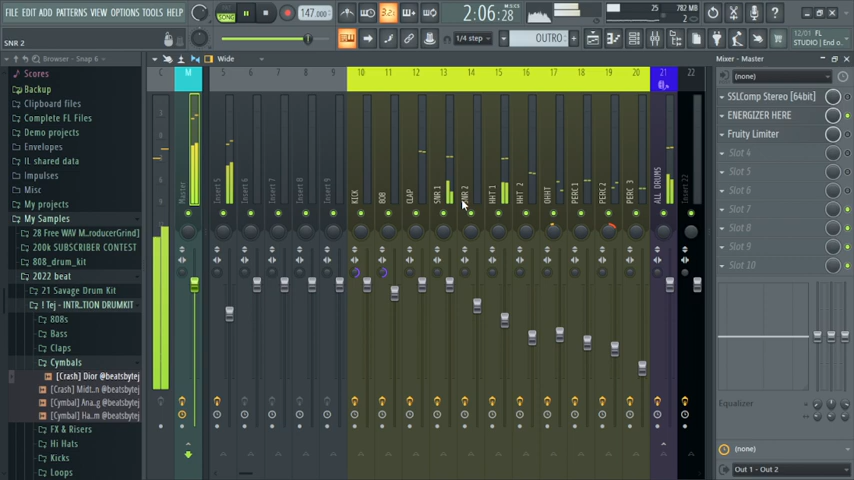 FILE EDIT ADD PATTERNS VIEW OPTIONS TOOLS HELP
SONG
147.000
3.2
2:06:28
25
782 MB
2
SNR 2
1/4 step
OUTRO
12/01 FL
STUDIO | End o..
Browser - Snap 6
Wide
Mixer - Master
Scores
Backup
Clipboard files
Complete FL Files
Demo projects
Envelopes
IL shared data
Impulses
Misc
My projects
My Samples
28 Free WAV M...roducerGrind]
200k SUBSCRIBER CONTEST
808_drum_kit
2022 beat
21 Savage Drum Kit
! Tej - INTR...TION DRUMKIT
808s
Bass
Claps
Cymbals
[Crash] Dior @beatsbytej
[Crash] Midt...n @beatsbytej
[Cymbal] Ana...g @beatsbytej
[Cymbal] Ha...m @beatsbytej
FX & Risers
Hi Hats
Kicks
Loops
C M 5 6 7 8 9 10 11 12 13 14 15 16 17 18 19 20 21 22
Master
Insert 5
Insert 6
Insert 7
Insert 8
Insert 9
KICK
BOB
CLAP
SNR 1
SNR 2
HHT 1
HHT 2
OHHT
PERC 1
PERC 2
PERC 3
ALL DRUMS
Insert 22
(none)
SSLComp Stereo [64bit]
ENERGIZER HERE
Fruity Limiter
Slot 4
Slot 5
Slot 6
Slot 7
Slot 8
Slot 9
Slot 10
Equalizer
(none)
Out 1 - Out 2